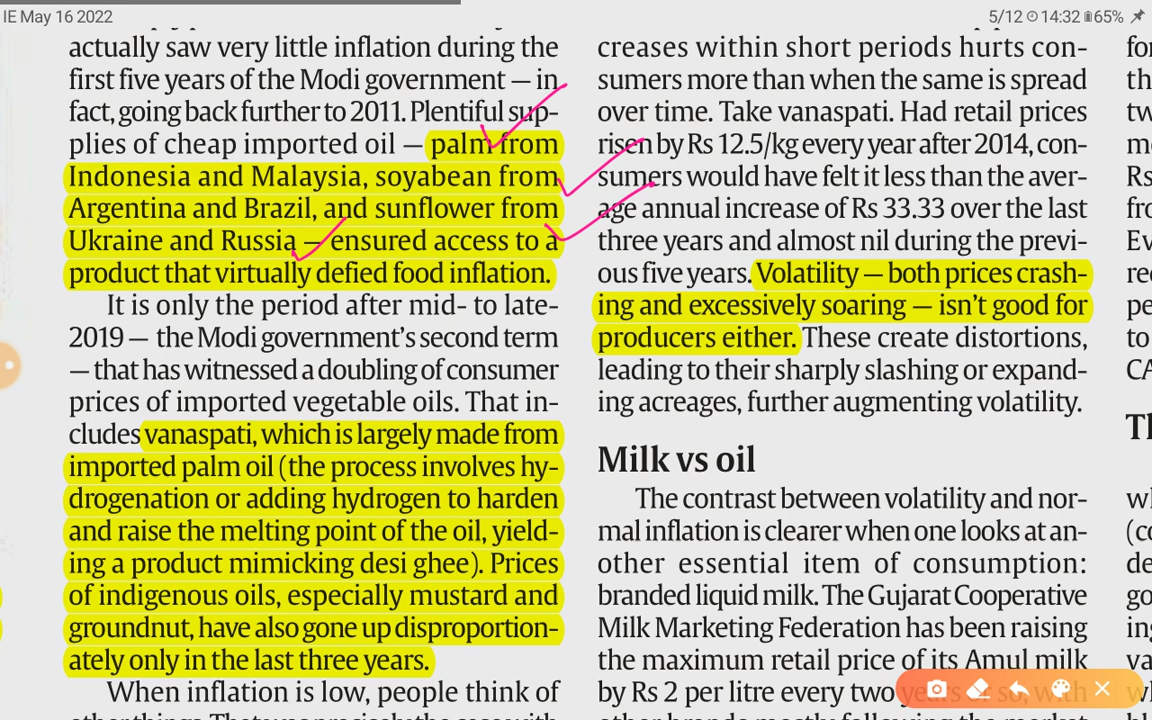 IE May 16 2022
5/12 14:32 65%
actually saw very little inflation during the
first five years of the Modi government — in
fact, going back further to 2011. Plentiful sup-
plies of cheap imported oil — palm from
Indonesia and Malaysia, soyabean from
Argentina and Brazil, and sunflower from
Ukraine and Russia — ensured access to a
product that virtually defied food inflation.
It is only the period after mid- to late-
2019 — the Modi government's second term
— that has witnessed a doubling of consumer
prices of imported vegetable oils. That in-
cludes vanaspati, which is largely made from
imported palm oil (the process involves hy-
drogenation or adding hydrogen to harden
and raise the melting point of the oil, yield-
ing a product mimicking desi ghee). Prices
of indigenous oils, especially mustard and
groundnut, have also gone up disproportion-
ately only in the last three years.
When inflation is low, people think of
creases within short periods hurts con-
sumers more than when the same is spread
over time. Take vanaspati. Had retail prices
risen by Rs 12.5/kg every year after 2014, con-
sumers would have felt it less than the aver-
age annual increase of Rs 33.33 over the last
three years and almost nil during the previ-
ous five years. Volatility — both prices crash-
ing and excessively soaring — isn't good for
producers either. These create distortions,
leading to their sharply slashing or expand-
ing acreages, further augmenting volatility.
Milk vs oil
The contrast between volatility and nor-
mal inflation is clearer when one looks at an-
other essential item of consumption:
branded liquid milk. The Gujarat Cooperative
Milk Marketing Federation has been raising
the maximum retail price of its Amul milk
by Rs 2 per litre every two years or so, with